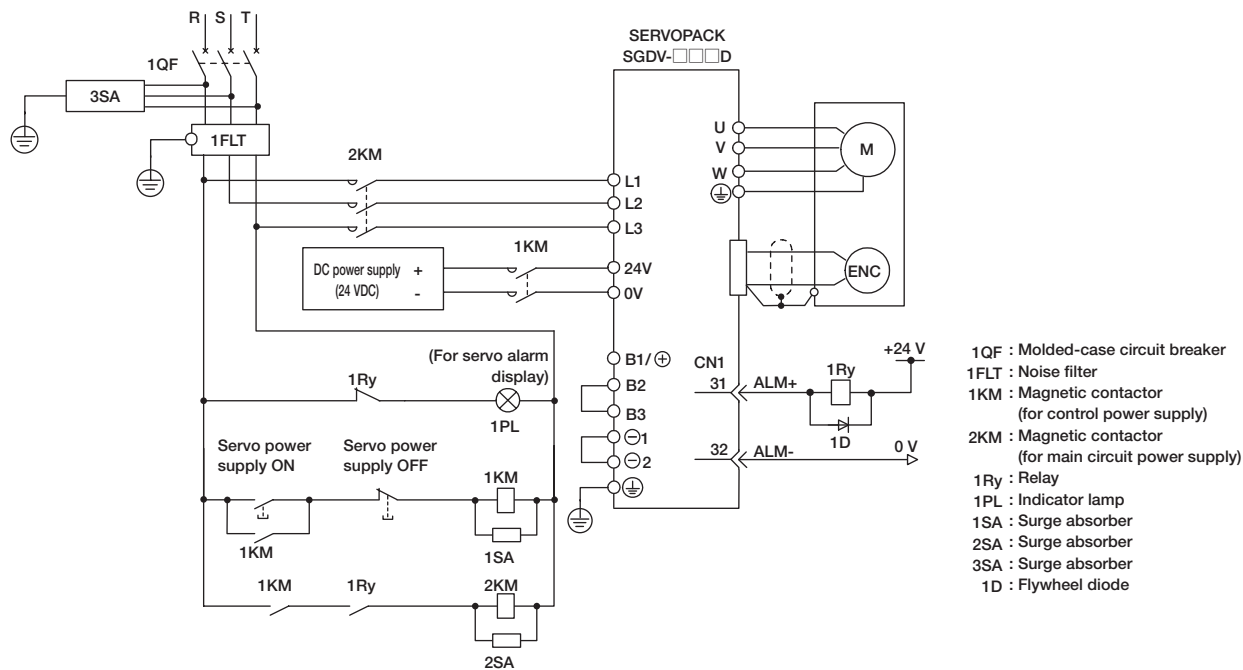 R S T
SERVOPACK
SGDV-□□□D
1QF
3SA
1FLT
2KM
U
V
W
M
L1
L2
L3
1KM
DC power supply +
(24 VDC) -
24V
0V
ENC
(For servo alarm
display)
1Ry
1PL
B1/⊕
B2
B3
⊖1
⊖2
CN1
31
ALM+
1Ry
+24 V
1D
32
ALM-
0 V
Servo power
supply ON
Servo power
supply OFF
1KM
1KM
1SA
1KM
1Ry
2KM
2SA
1QF : Molded-case circuit breaker
1FLT : Noise filter
1KM : Magnetic contactor
(for control power supply)
2KM : Magnetic contactor
(for main circuit power supply)
1Ry : Relay
1PL : Indicator lamp
1SA : Surge absorber
2SA : Surge absorber
3SA : Surge absorber
1D : Flywheel diode